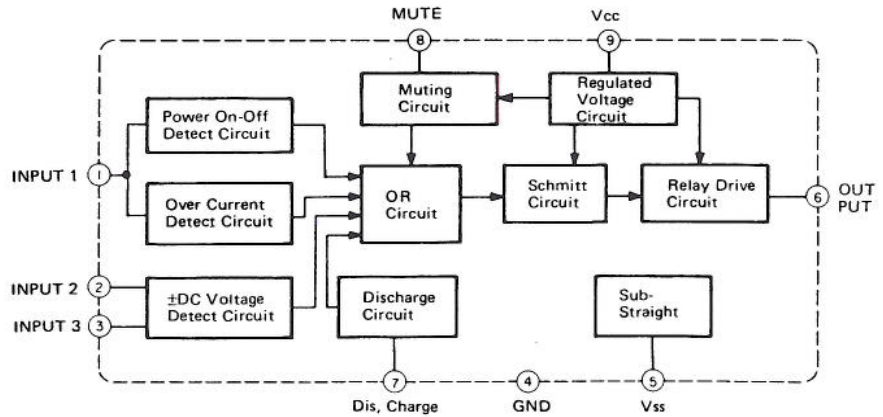 MUTE
Vcc
8
9
Muting
Circuit
Regulated
Voltage
Circuit
Power On-Off
Detect Circuit
INPUT 1
1
Over Current
Detect Circuit
OR
Circuit
Schmitt
Circuit
Relay Drive
Circuit
6
OUT
PUT
INPUT 2
2
INPUT 3
3
±DC Voltage
Detect Circuit
Discharge
Circuit
Sub-
Straight
7
4
5
Dis, Charge
GND
Vss